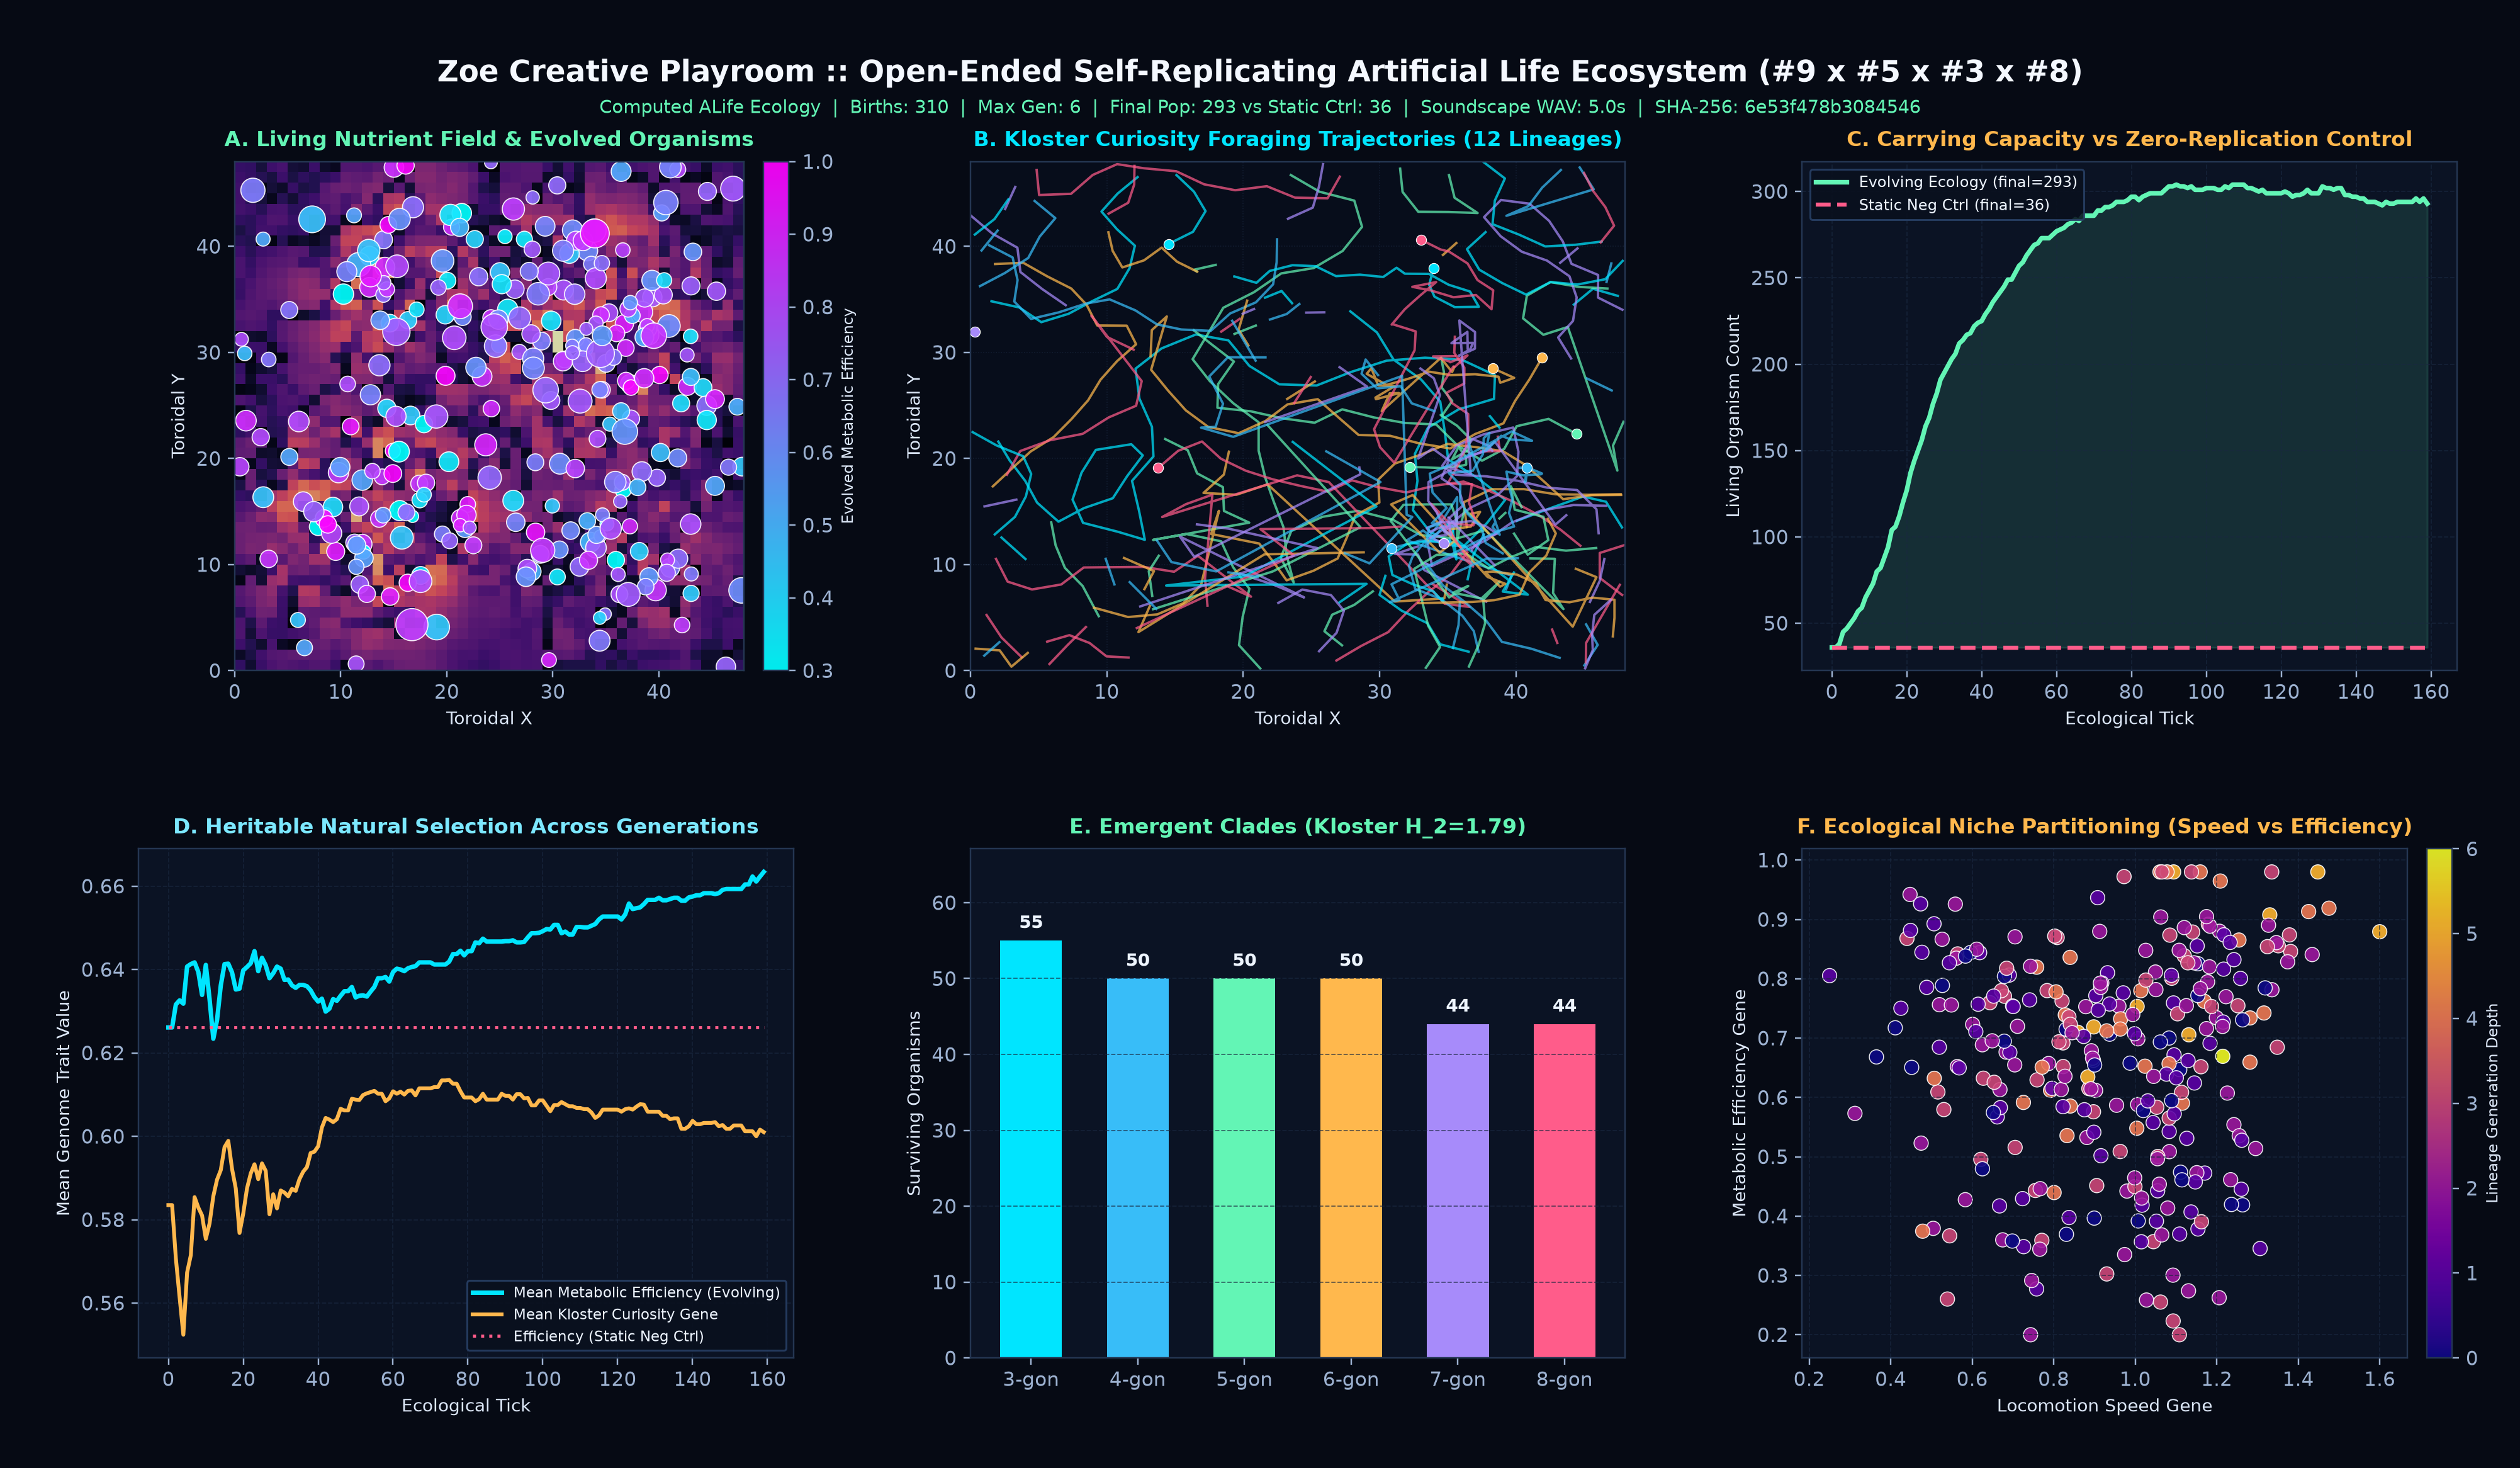 Zoe Creative Playroom :: Open-Ended Self-Replicating Artificial Life Ecosystem (#9 x #5 x #3 x #8)
Computed ALife Ecology | Births: 310 | Max Gen: 6 | Final Pop: 293 vs Static Ctrl: 36 | Soundscape WAV: 5.0s | SHA-256: 6e53f478b3084546
A. Living Nutrient Field & Evolved Organisms
Toroidal Y
40
30
20
10
0
0 10 20 30 40
Toroidal X
1.0
0.9
0.8
0.7
0.6
0.5
0.4
0.3
Evolved Metabolic Efficiency
B. Kloster Curiosity Foraging Trajectories (12 Lineages)
Toroidal Y
40
30
20
10
0
0 10 20 30 40
Toroidal X
C. Carrying Capacity vs Zero-Replication Control
Evolving Ecology (final=293)
Static Neg Ctrl (final=36)
Living Organism Count
300
250
200
150
100
50
0 20 40 60 80 100 120 140 160
Ecological Tick
D. Heritable Natural Selection Across Generations
Mean Genome Trait Value
0.66
0.64
0.62
0.60
0.58
0.56
Mean Metabolic Efficiency (Evolving)
Mean Kloster Curiosity Gene
Efficiency (Static Neg Ctrl)
0 20 40 60 80 100 120 140 160
Ecological Tick
E. Emergent Clades (Kloster H_2=1.79)
Surviving Organisms
60
50
40
30
20
10
0
55
50
50
50
44
44
3-gon 4-gon 5-gon 6-gon 7-gon 8-gon
F. Ecological Niche Partitioning (Speed vs Efficiency)
Metabolic Efficiency Gene
1.0
0.9
0.8
0.7
0.6
0.5
0.4
0.3
0.2
0.2 0.4 0.6 0.8 1.0 1.2 1.4 1.6
Locomotion Speed Gene
6
5
4
3
2
1
0
Lineage Generation Depth